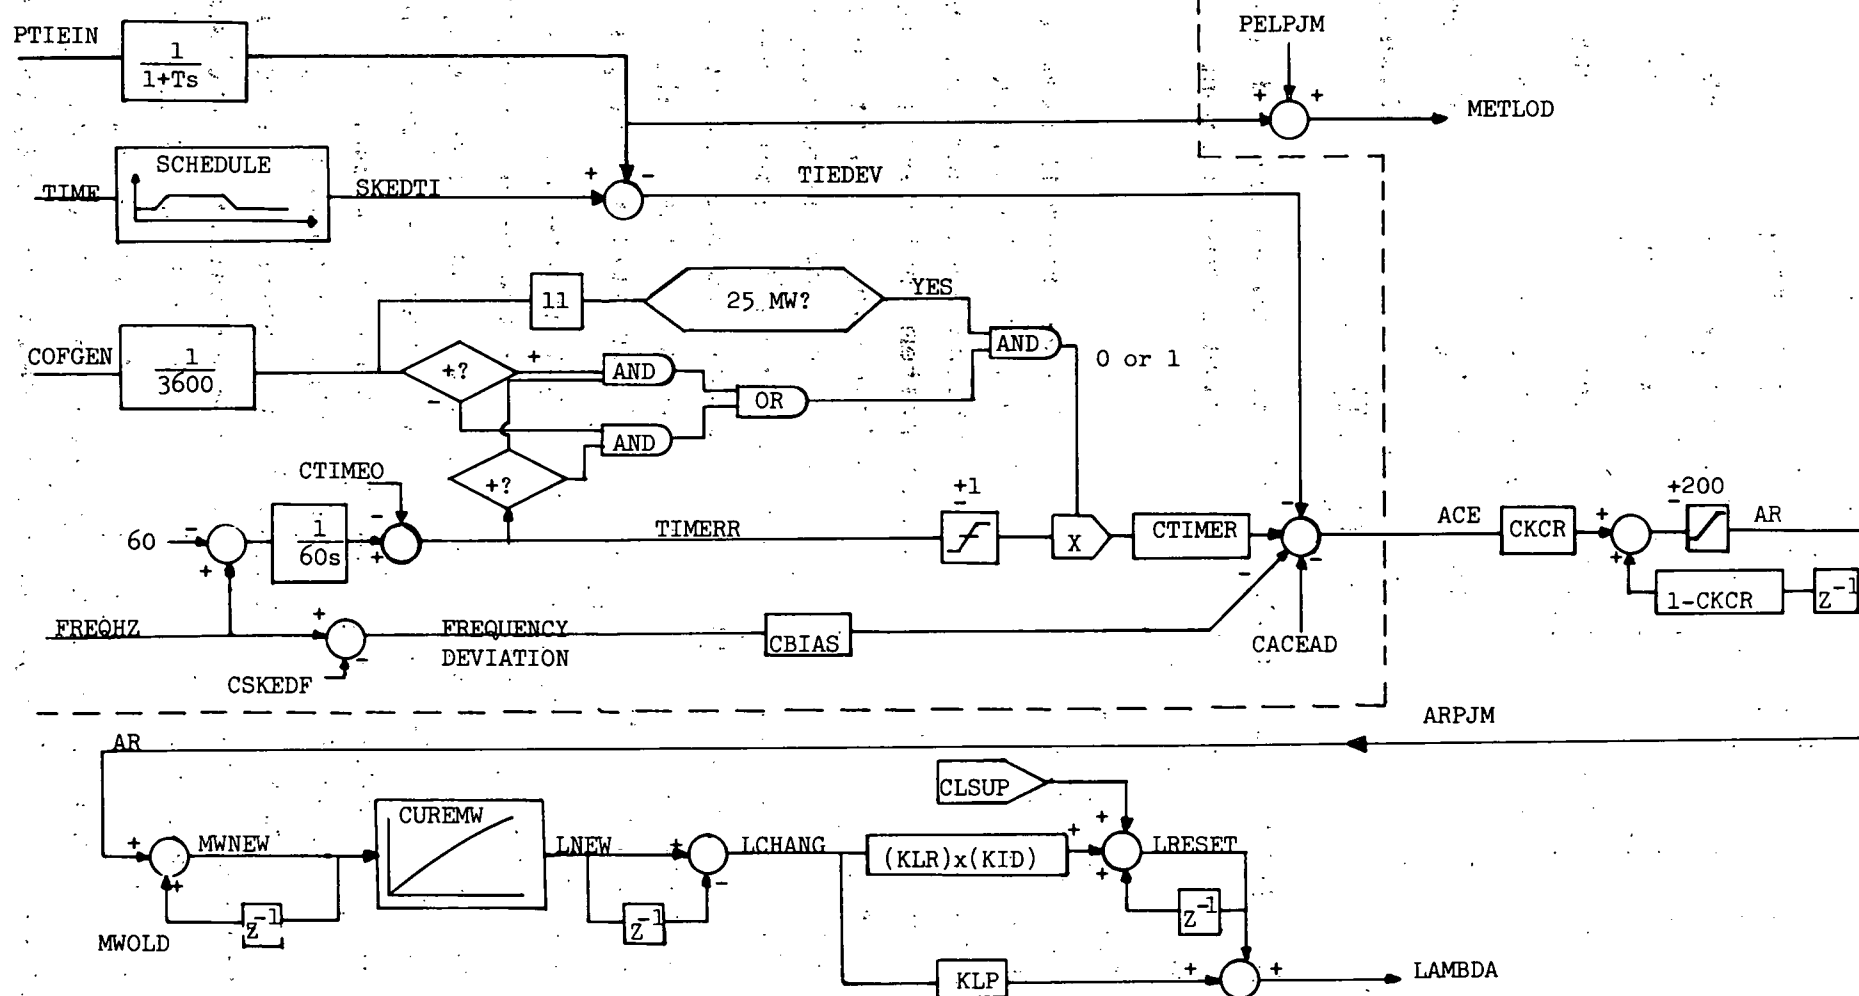 PTIEIN
1
1+Ts
PELPJM
+ +
METLOD
TIME
SCHEDULE
SKEDTI
+ -
TIEDEV
11
25 MW?
YES
COFGEN
1
3600
+?
+
-
AND
OR
AND
0 or 1
AND
+?
CTIMEO
60
-
+
1
60s
-
+
TIMERR
+1
-
X
CTIMER
-
-
-
ACE
CKCR
+
+
+200
-
AR
1-CKCR
Z-1
FREQHZ
+
-
FREQUENCY
DEVIATION
CBIAS
CACEAD
CSKEDF
ARPJM
AR
CLSUP
+
+
MWNEW
CUREMW
LNEW
+
-
LCHANG
(KLR)x(KID)
+
+
+
LRESET
MWOLD
Z-1
Z-1
Z-1
KLP
+ +
LAMBDA